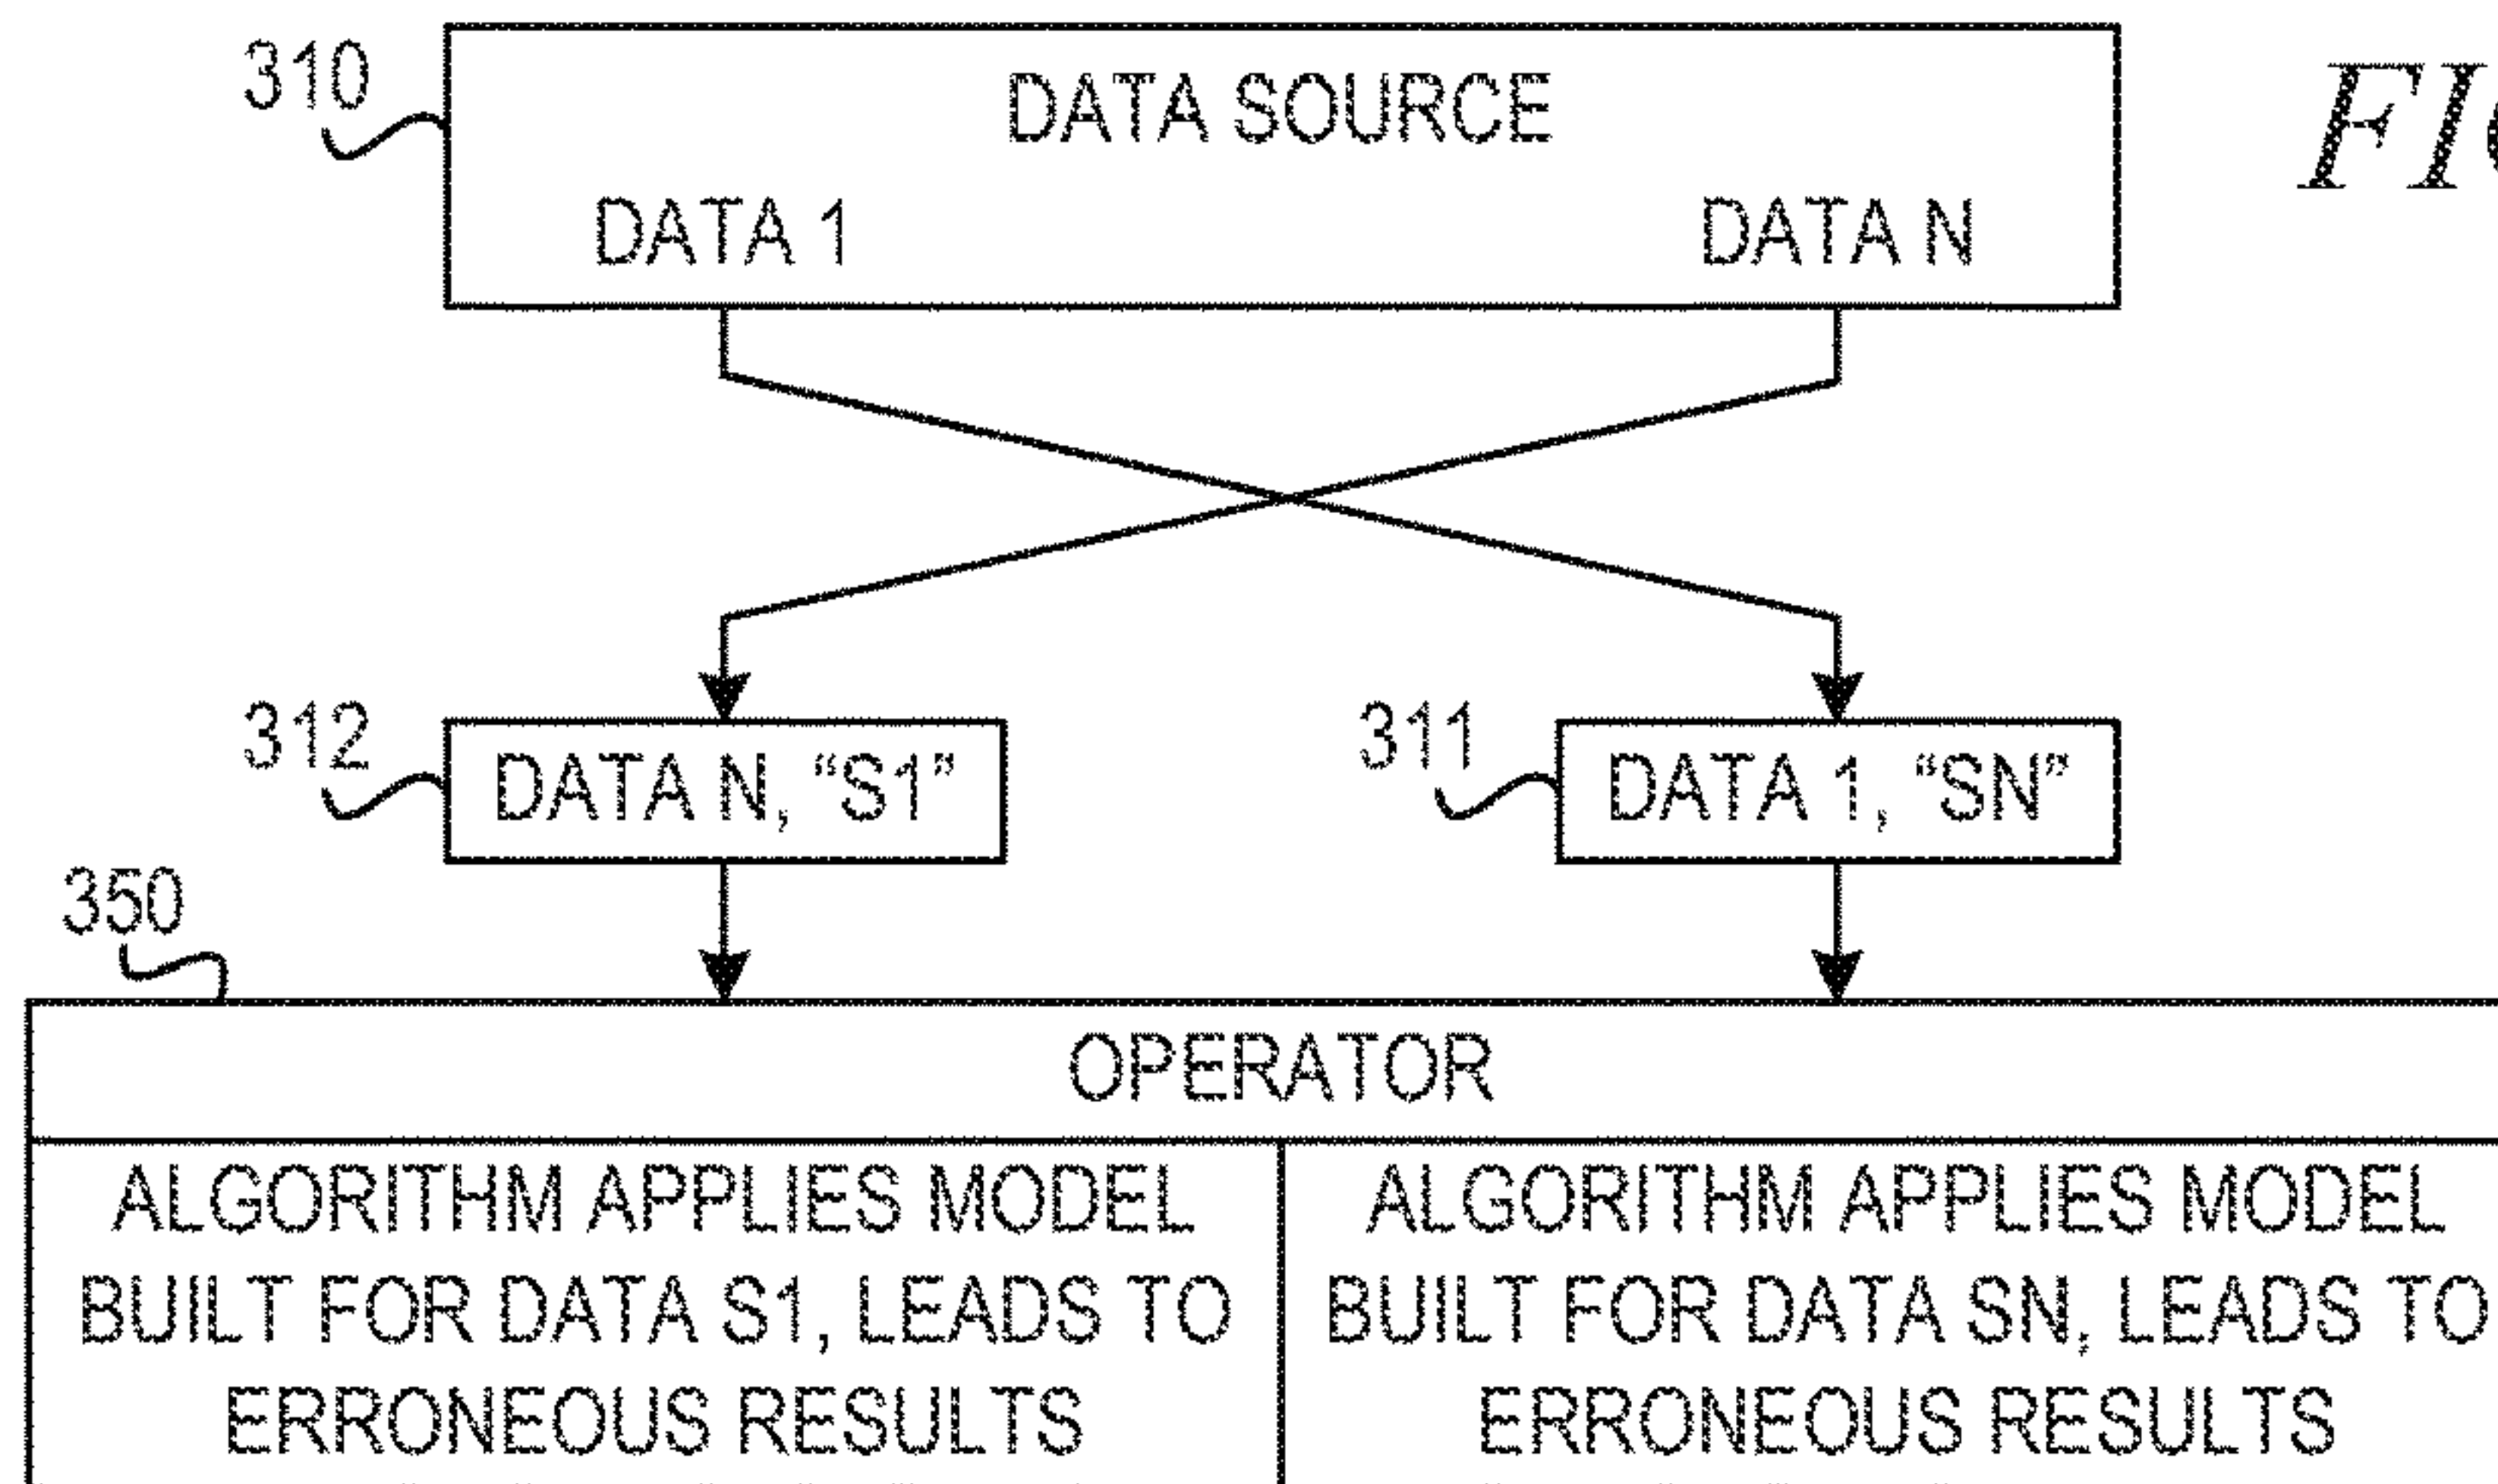 310
DATA SOURCE
DATA 1
DATA N
312
DATA N, “S1”
311
DATA 1, “SN”
350
OPERATOR
ALGORITHM APPLIES MODEL
BUILT FOR DATA S1, LEADS TO
ERRONEOUS RESULTS
ALGORITHM APPLIES MODEL
BUILT FOR DATA SN, LEADS TO
ERRONEOUS RESULTS